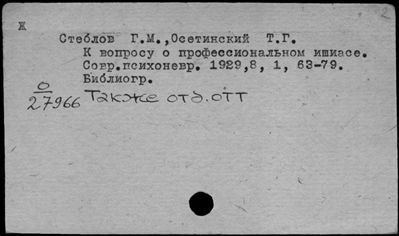 Ж
Стеблов Г.М.,Осетинский Т.Г.
К вопросу о профессиональном ишиасе.
Совр.психоневр. 1929,8, 1, 63-79.
Библиогр.
О
27966 Также отд.отт